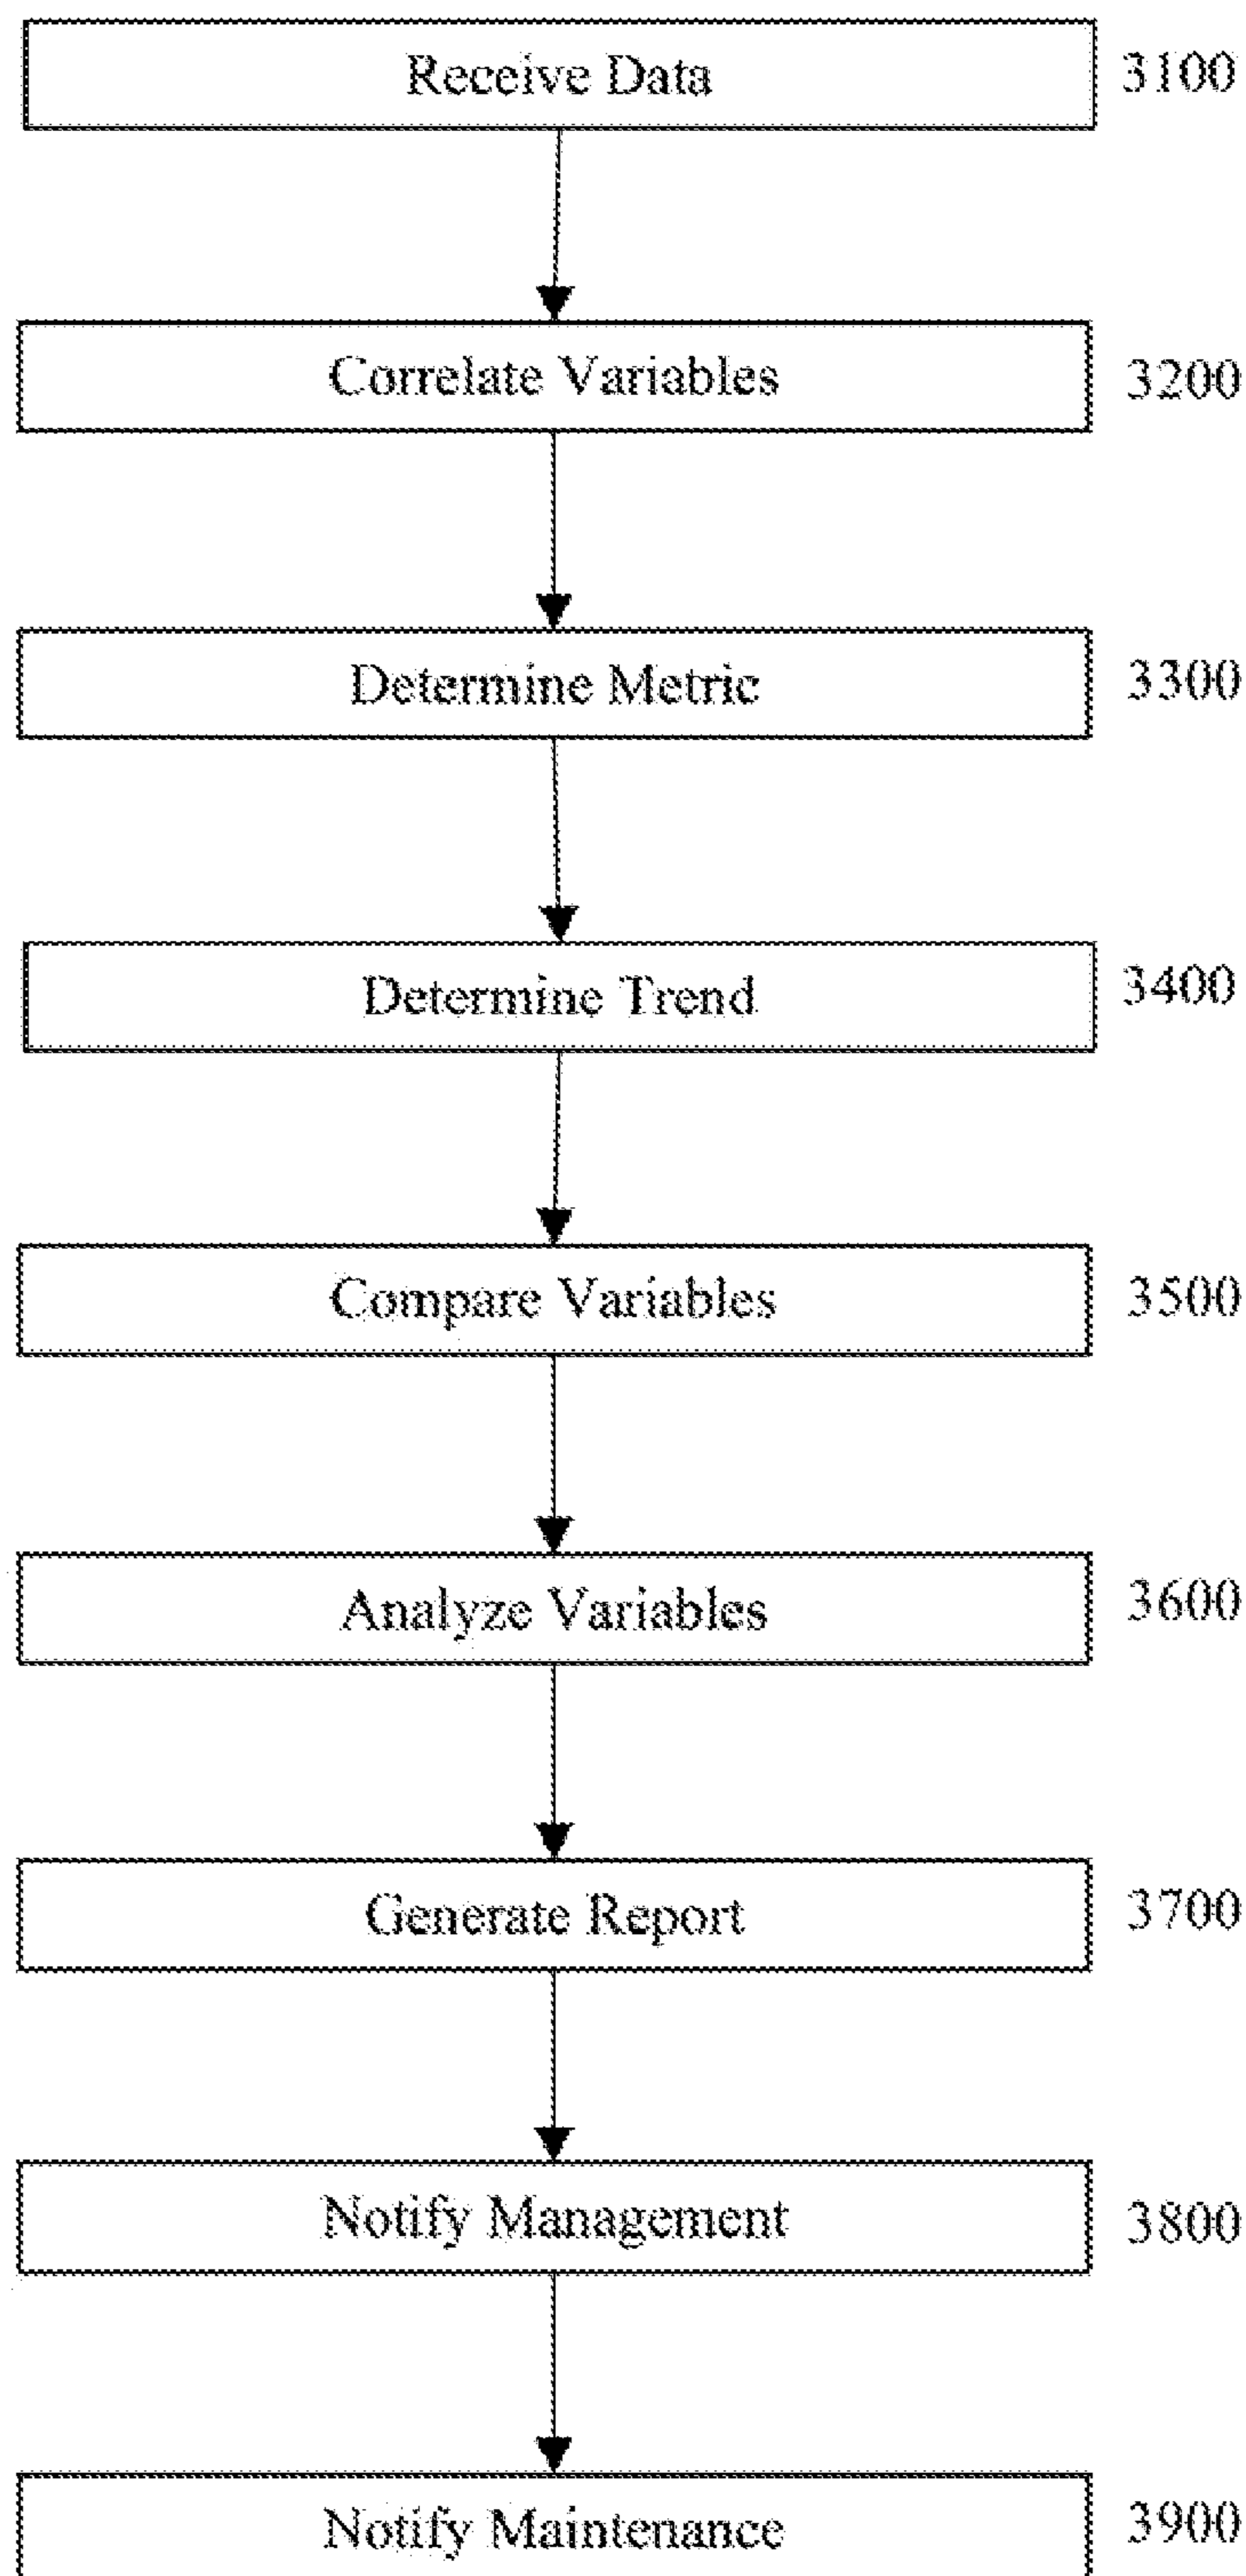 Receive Data 3100
Correlate Variables 3200
Determine Metric 3300
Determine Trend 3400
Compare Variables 3500
Analyze Variables 3600
Generate Report 3700
Notify Management 3800
Notify Maintenance 3900